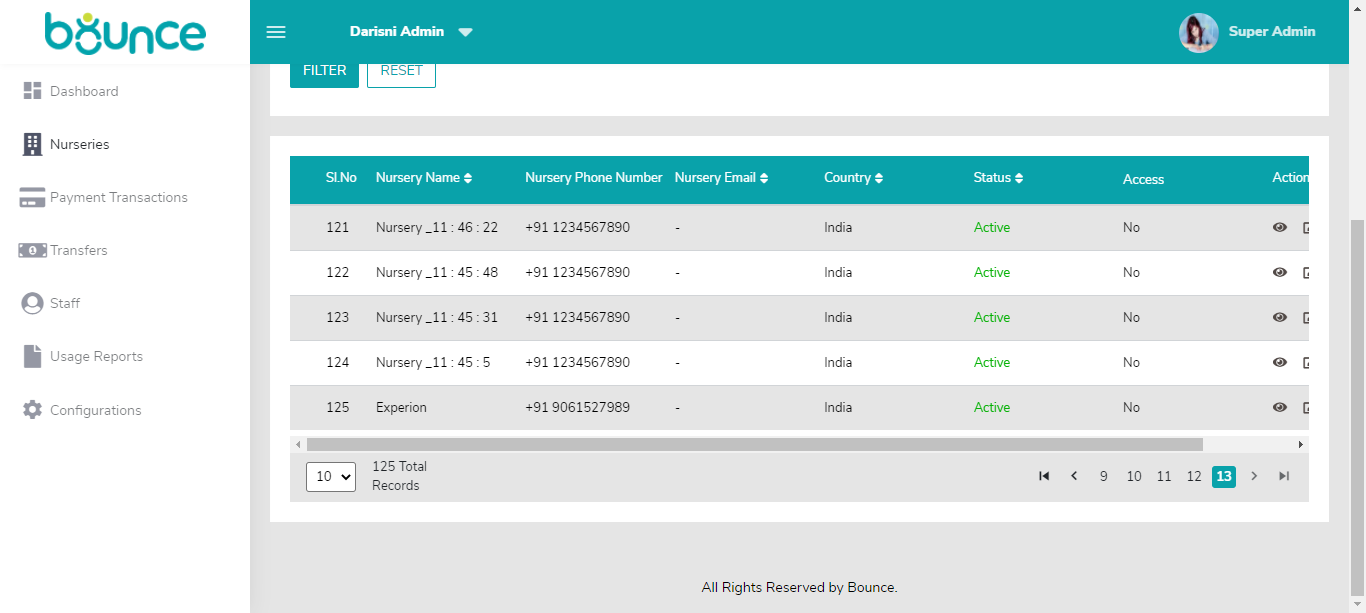 bounce
Darisni Admin
Super Admin
Dashboard
Nurseries
Payment Transactions
Transfers
Staff
Usage Reports
Configurations
FILTER RESET
Sl.No Nursery Name Nursery Phone Number Nursery Email Country Status Access Action
121 Nursery _11 : 46 : 22 +91 1234567890 - India Active No
122 Nursery _11 : 45 : 48 +91 1234567890 - India Active No
123 Nursery _11 : 45 : 31 +91 1234567890 - India Active No
124 Nursery _11 : 45 : 5 +91 1234567890 - India Active No
125 Experion +91 9061527989 - India Active No
10
125 Total
Records
9 10 11 12 13
All Rights Reserved by Bounce.